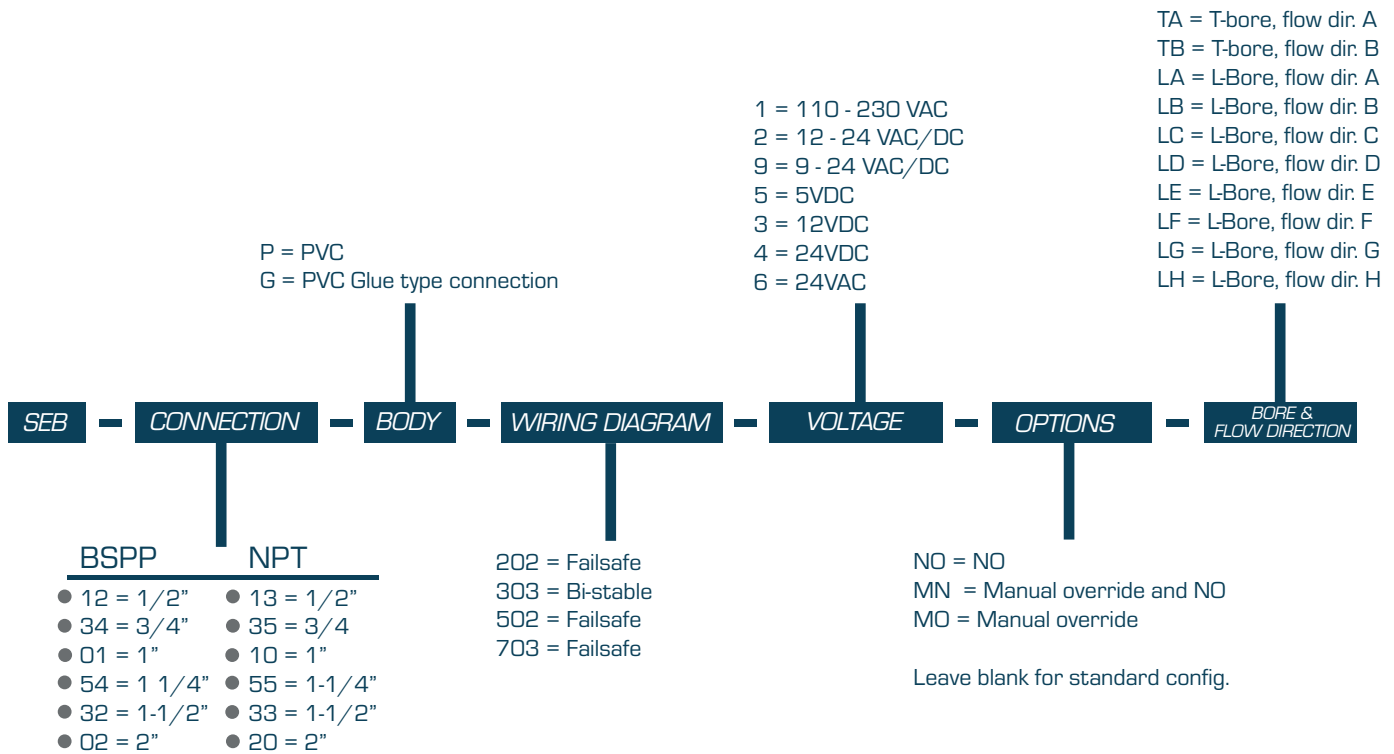 TA = T-bore, flow dir. A
TB = T-bore, flow dir. B
LA = L-Bore, flow dir. A
LB = L-Bore, flow dir. B
LC = L-Bore, flow dir. C
LD = L-Bore, flow dir. D
LE = L-Bore, flow dir. E
LF = L-Bore, flow dir. F
LG = L-Bore, flow dir. G
LH = L-Bore, flow dir. H
1 = 110 - 230 VAC
2 = 12 - 24 VAC/DC
9 = 9 - 24 VAC/DC
5 = 5VDC
3 = 12VDC
4 = 24VDC
6 = 24VAC
P = PVC
G = PVC Glue type connection
SEB - CONNECTION - BODY - WIRING DIAGRAM - VOLTAGE - OPTIONS - BORE &
FLOW DIRECTION
BSPP NPT
● 12 = 1/2” ● 13 = 1/2”
● 34 = 3/4” ● 35 = 3/4
● 01 = 1” ● 10 = 1”
● 54 = 1 1/4” ● 55 = 1-1/4”
● 32 = 1-1/2” ● 33 = 1-1/2”
● 02 = 2” ● 20 = 2”
202 = Failsafe
303 = Bi-stable
502 = Failsafe
703 = Failsafe
NO = NO
MN = Manual override and NO
MO = Manual override
Leave blank for standard config.